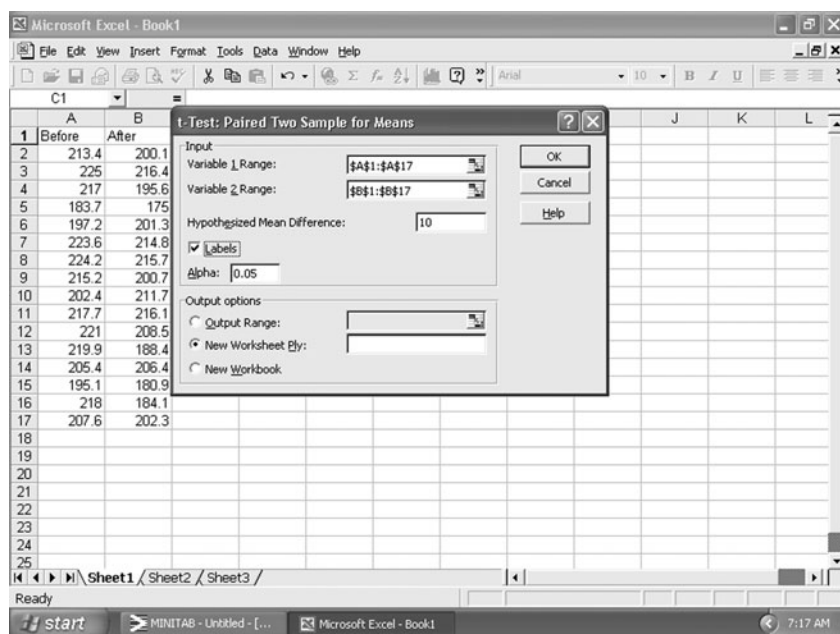 Microsoft Excel - Book1
File Edit View Insert Format Tools Data Window Help
Arial 10 B I U
C1 =
A B J K L
1 Before After
2 213.4 200.1
3 225 216.4
4 217 195.6
5 183.7 175
6 197.2 201.3
7 223.6 214.8
8 224.2 215.7
9 215.2 200.7
10 202.4 211.7
11 217.7 216.1
12 221 208.5
13 219.9 188.4
14 205.4 206.4
15 195.1 180.9
16 218 184.1
17 207.6 202.3
18
19
20
21
22
23
24
25
t-Test: Paired Two Sample for Means
Input
Variable 1 Range: $A$1:$A$17
Variable 2 Range: $B$1:$B$17
Hypothesized Mean Difference: 10
Labels
Alpha: 0.05
Output options
Output Range:
New Worksheet Ply:
New Workbook
OK
Cancel
Help
Sheet1 / Sheet2 / Sheet3 /
Ready
start MINITAB - Untitled - [... Microsoft Excel - Book1 7:17 AM